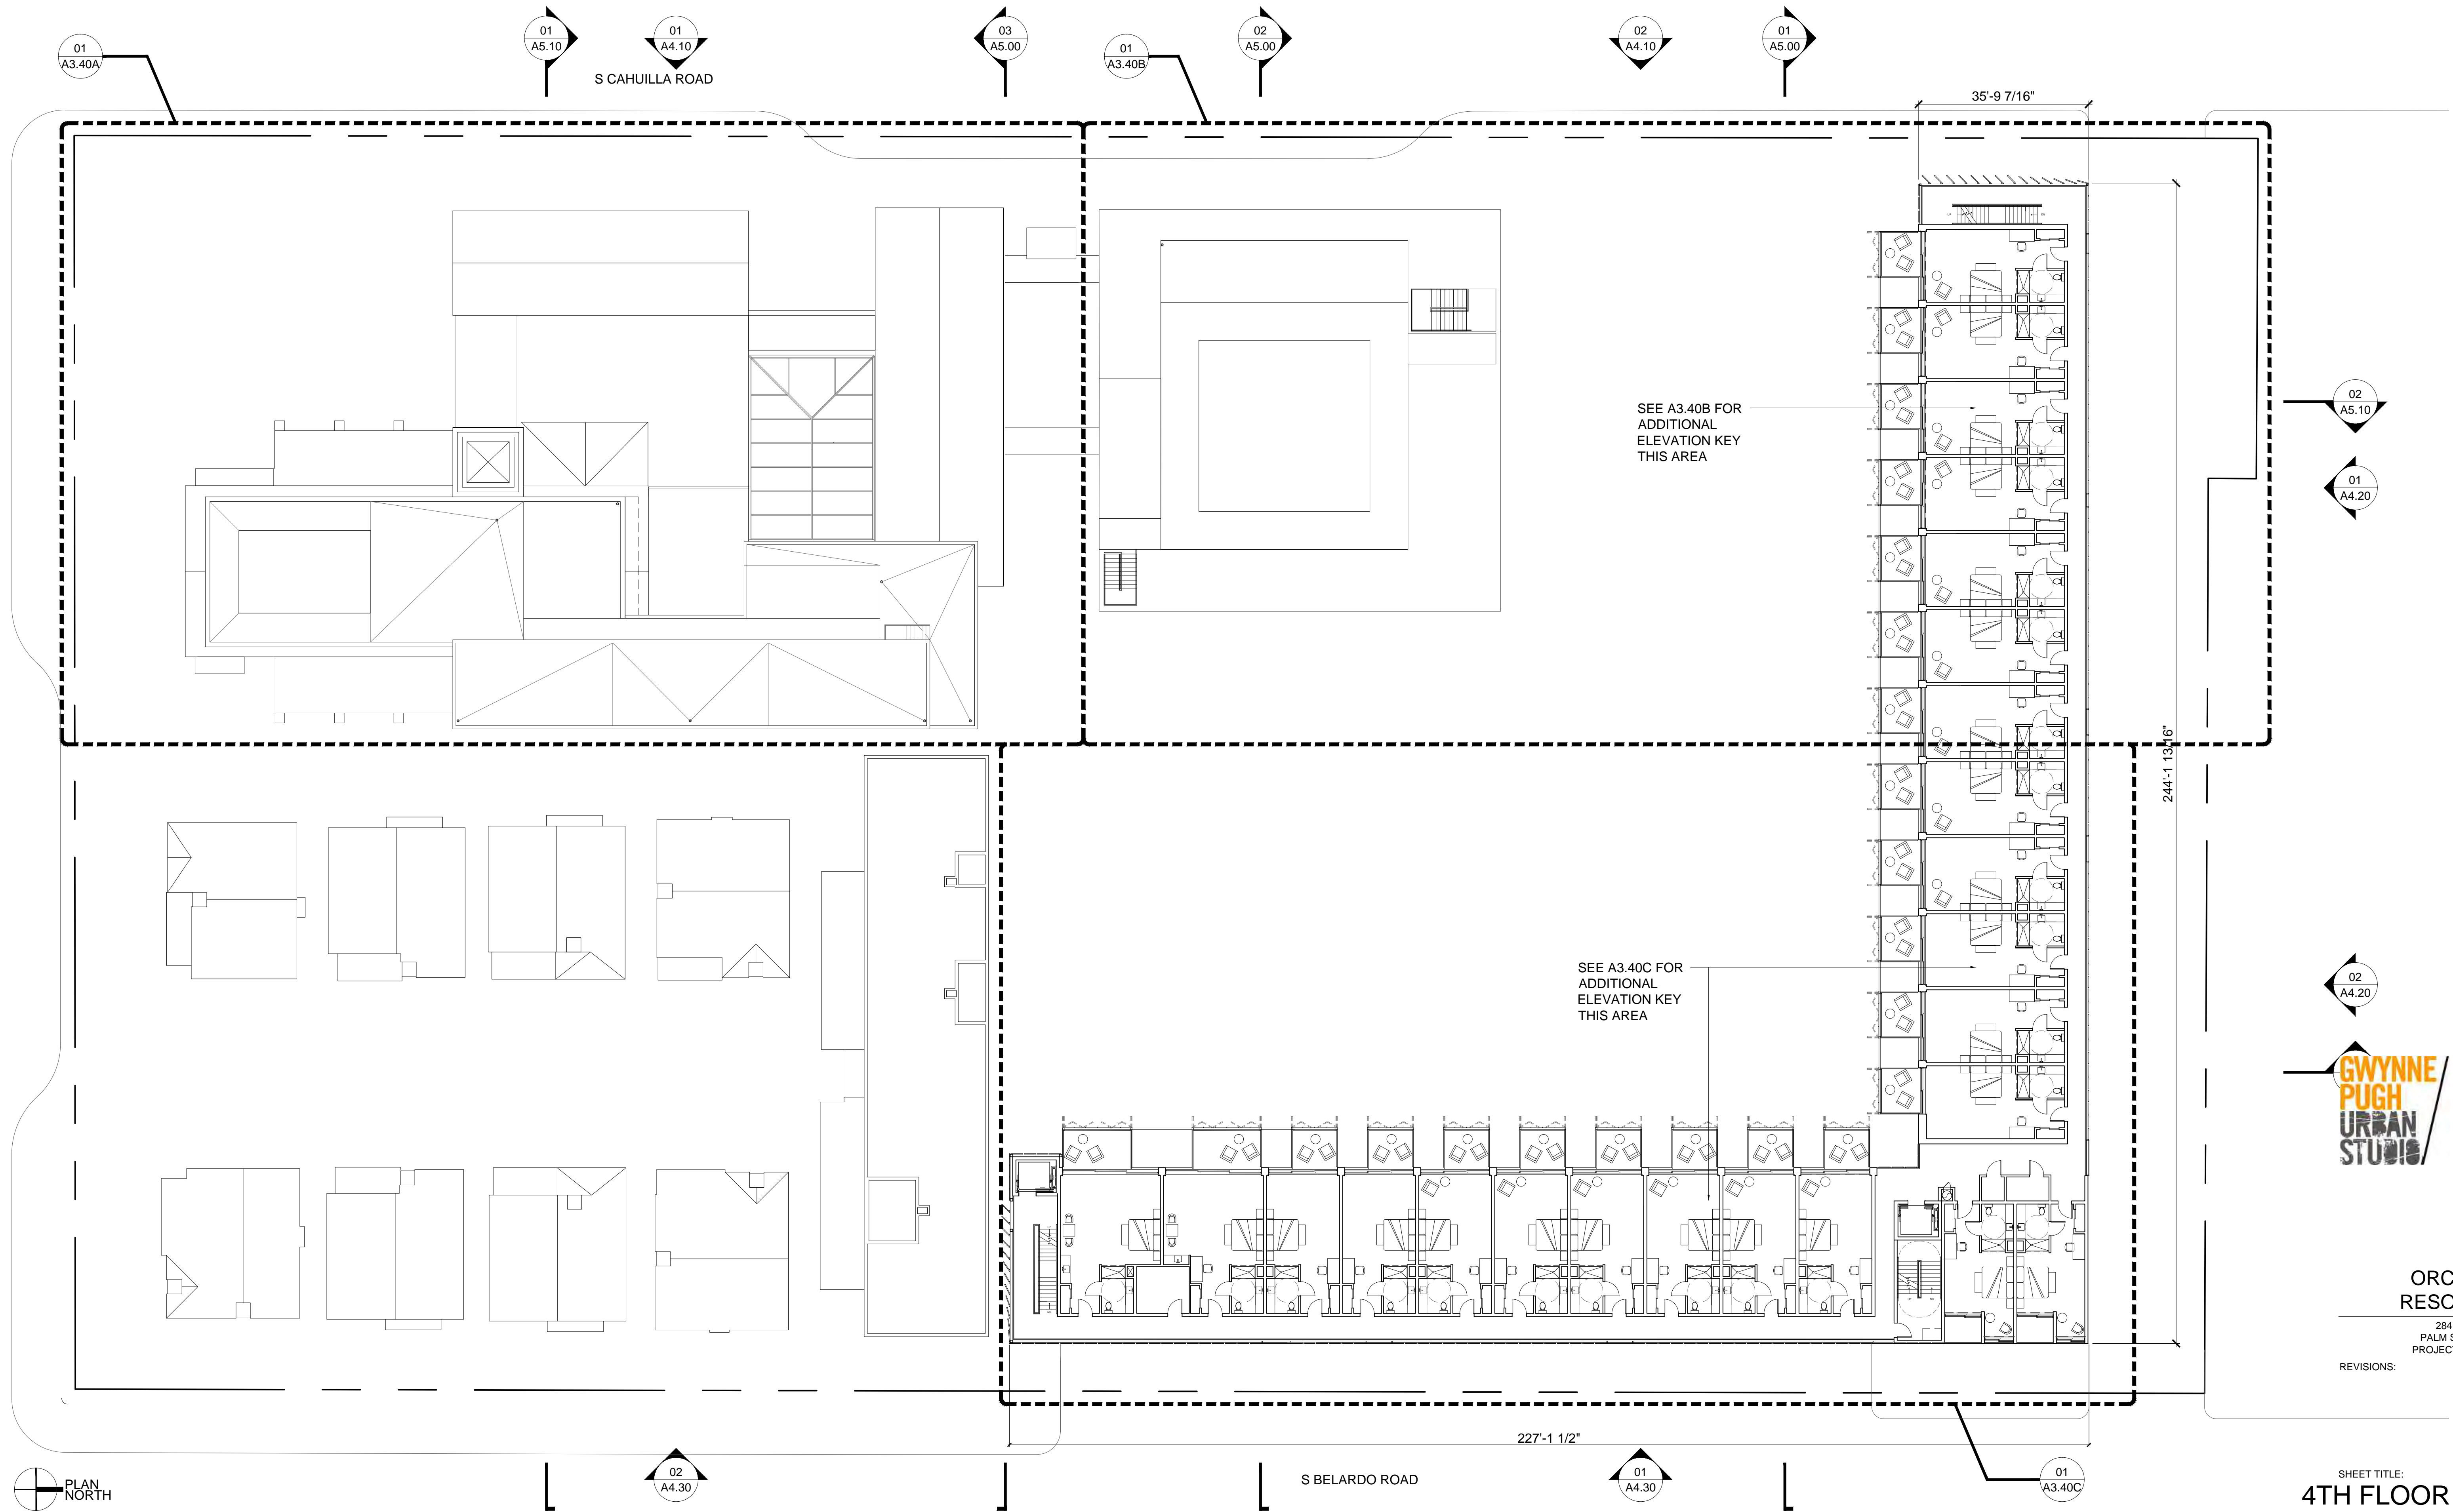 01
A3.40A
01
A5.10
01
A4.10
S CAHUILLA ROAD
03
A5.00
01
A3.40B
02
A5.00
02
A4.10
01
A5.00
35'-9 7/16"
02
A5.10
01
A4.20
SEE A3.40B FOR
ADDITIONAL
ELEVATION KEY
THIS AREA
244'-1 13/16"
SEE A3.40C FOR
ADDITIONAL
ELEVATION KEY
THIS AREA
02
A4.20
GWYNNE
PUGH
URBAN
STUDIO/
ORC
RESC
284
PALM S
PROJEC
REVISIONS:
227'-1 1/2"
PLAN
NORTH
02
A4.30
S BELARDO ROAD
01
A4.30
01
A3.40C
SHEET TITLE:
4TH FLOOR